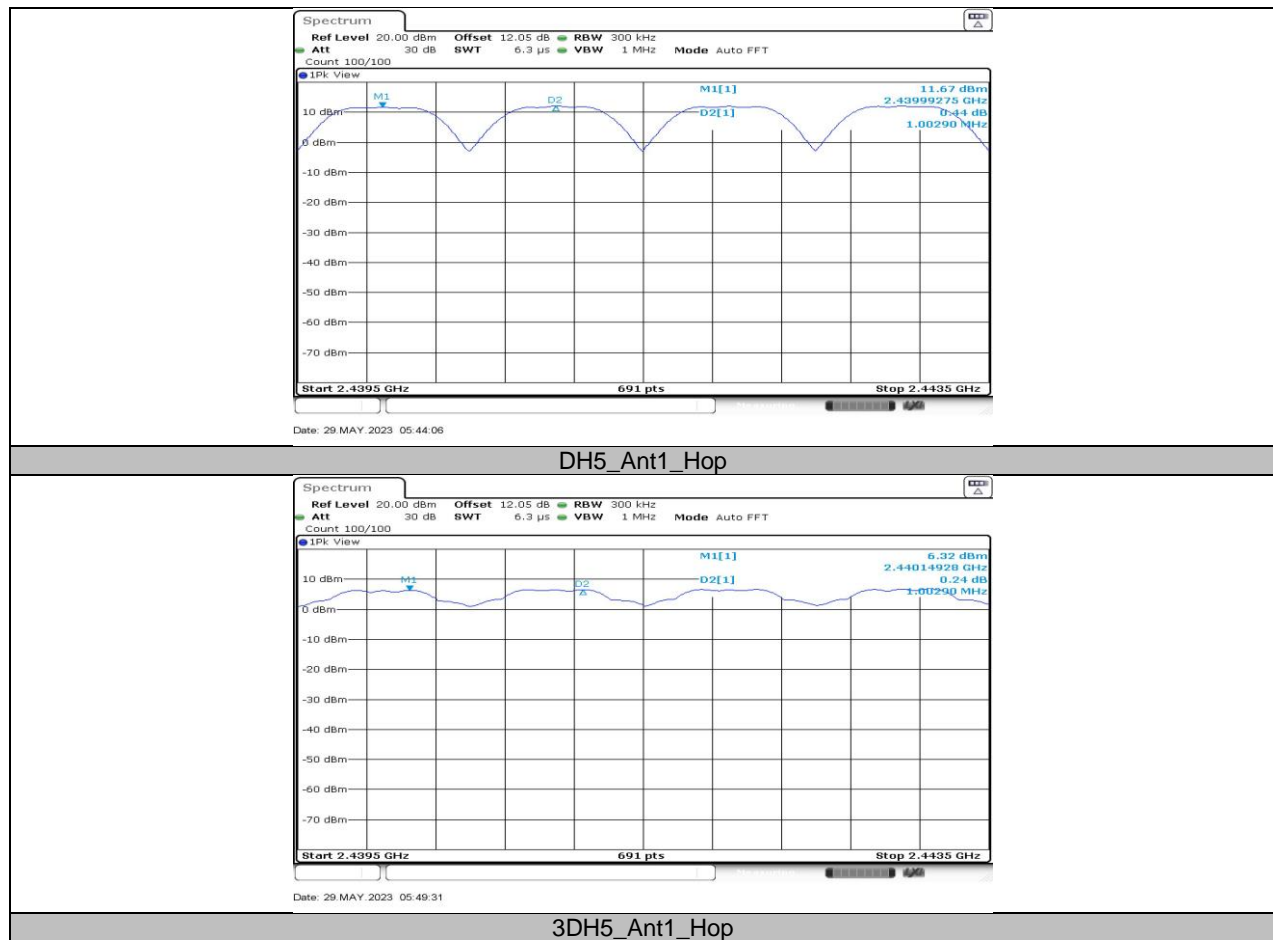 Spectrum
Ref Level 20.00 dBm Offset 12.05 dB RBW 300 kHz
Att 30 dB SWT 6.3 µs VBW 1 MHz Mode Auto FFT
Count 100/100
1Pk View
M1[1] 11.67 dBm
2.43999275 GHz
D2[1] 0.44 dB
1.00290 MHz
M1
D2
10 dBm
0 dBm
-10 dBm
-20 dBm
-30 dBm
-40 dBm
-50 dBm
-60 dBm
-70 dBm
Start 2.4395 GHz 691 pts Stop 2.4435 GHz
Date: 29.MAY.2023 05:44:06
DH5_Ant1_Hop
Spectrum
Ref Level 20.00 dBm Offset 12.05 dB RBW 300 kHz
Att 30 dB SWT 6.3 µs VBW 1 MHz Mode Auto FFT
Count 100/100
1Pk View
M1[1] 6.32 dBm
2.44014928 GHz
D2[1] 0.24 dB
1.00290 MHz
M1
D2
10 dBm
0 dBm
-10 dBm
-20 dBm
-30 dBm
-40 dBm
-50 dBm
-60 dBm
-70 dBm
Start 2.4395 GHz 691 pts Stop 2.4435 GHz
Date: 29.MAY.2023 05:49:31
3DH5_Ant1_Hop